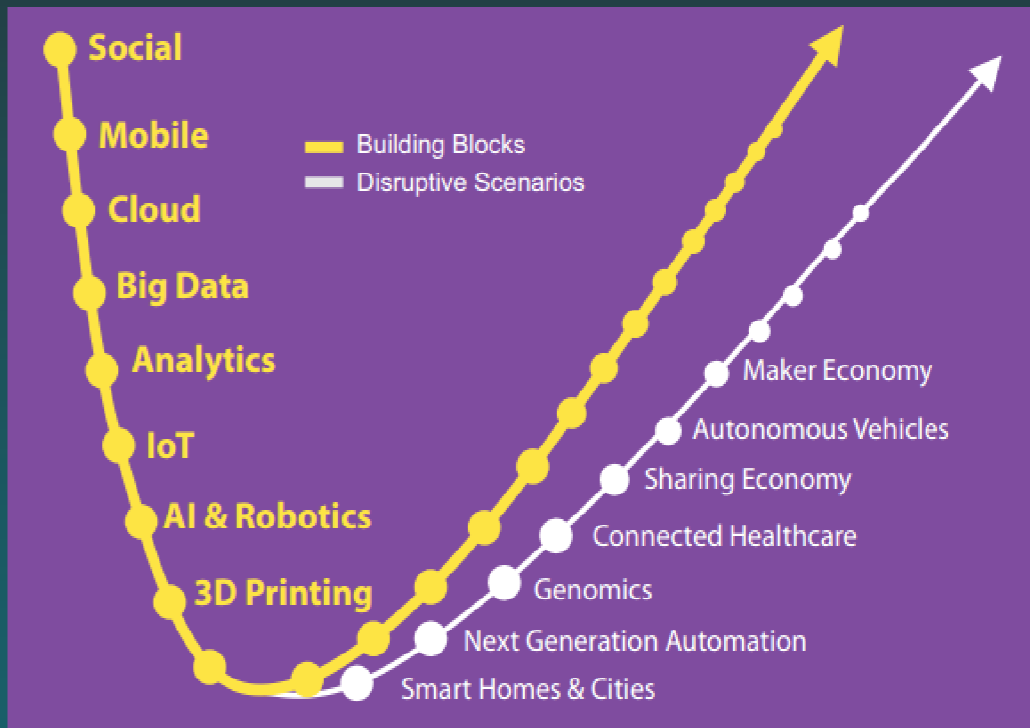 Social
Mobile
Cloud
Big Data
Analytics
IoT
AI & Robotics
3D Printing
Building Blocks
Disruptive Scenarios
Maker Economy
Autonomous Vehicles
Sharing Economy
Connected Healthcare
Genomics
Next Generation Automation
Smart Homes & Cities